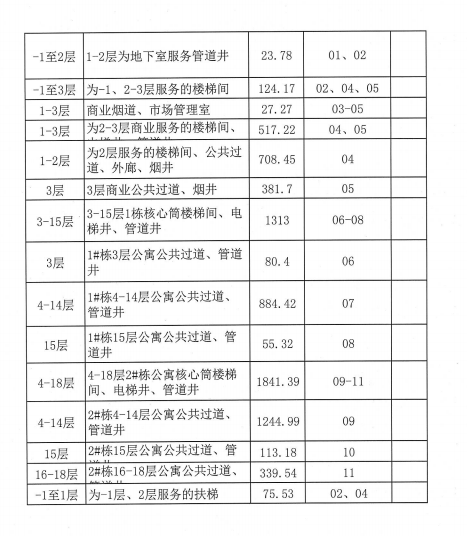 -1至2层 1-2层为地下室服务管道井 23.78 01、02
-1至3层 为-1、2-3层服务的楼梯间 124.17 02、04、05
1-3层 商业烟道、市场管理室 27.27 03-05
1-3层 为2-3层商业服务的楼梯间、 517.22 04、05
1-2层 为2层服务的楼梯间、公共过
道、外廊、烟井 708.45 04
3层 3层商业公共过道、烟井 381.7 05
3-15层 3-15层1栋核心筒楼梯间、电
梯井、管道井 1313 06-08
3层 1#栋3层公寓公共过道、管道
井 80.4 06
4-14层 1#栋4-14层公寓公共过道、
管道井 884.42 07
15层 1#栋15层公寓公共过道、管
道井 55.32 08
4-18层 4-18层2#栋公寓核心筒楼梯
间、电梯井、管道井 1841.39 09-11
4-14层 2#栋4-14层公寓公共过道、
管道井 1244.99 09
15层 2#栋15层公寓公共过道、管 113.18 10
16-18层 2#栋16-18层公寓公共过道、 339.54 11
-1至1层 为-1层、2层服务的扶梯 75.53 02、04